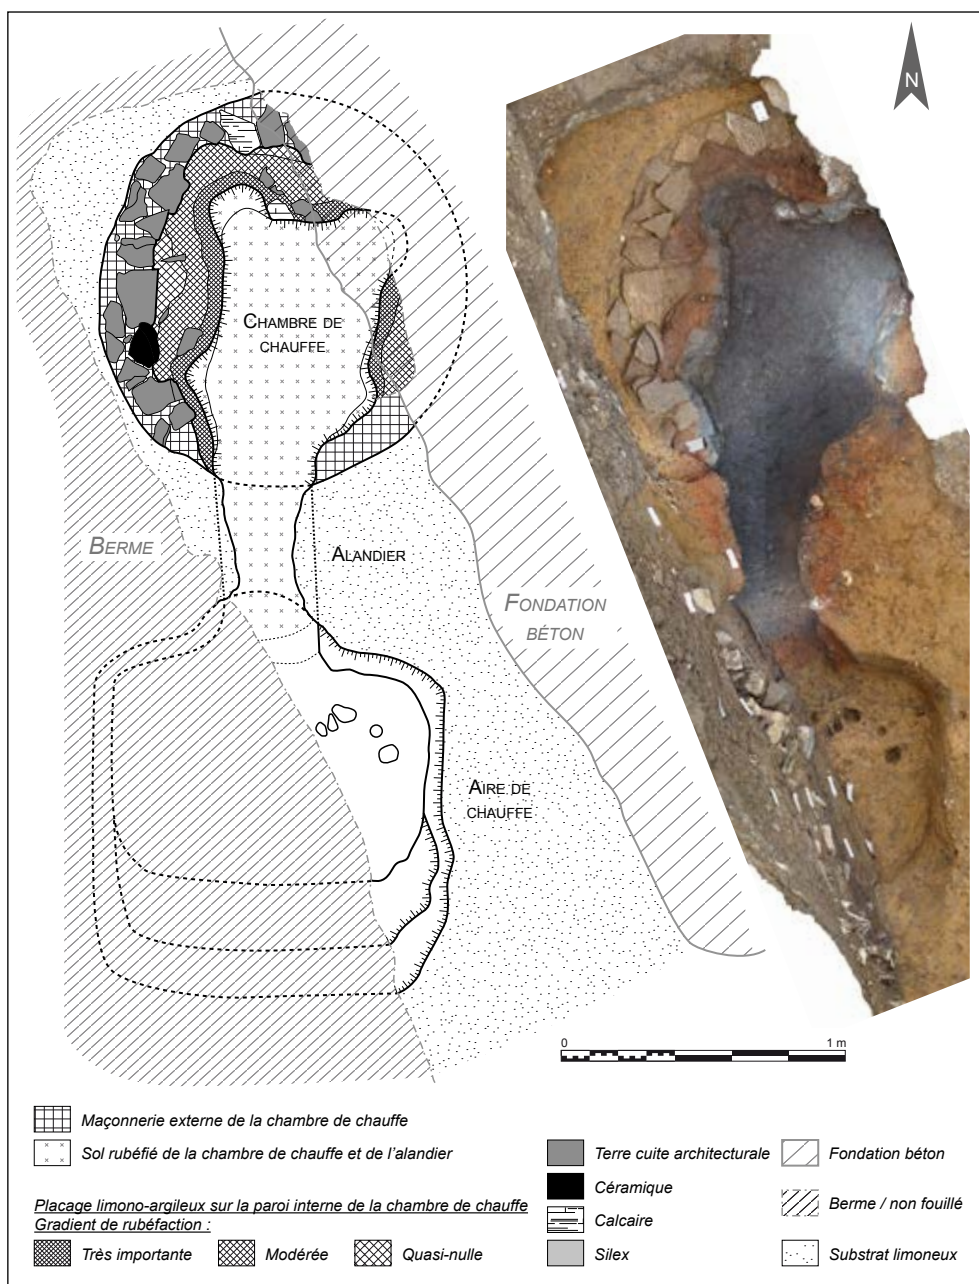 N
CHAMBRE DE
CHAUFFE
BERME
ALANDIER
FONDATION
BÉTON
AIRE DE
CHAUFFE
0
1 m
Maçonnerie externe de la chambre de chauffe
Sol rubéfié de la chambre de chauffe et de l'alandier
Placage limono-argileux sur la paroi interne de la chambre de chauffe
Gradient de rubéfaction :
Très importante
Modérée
Quasi-nulle
Terre cuite architecturale
Céramique
Calcaire
Silex
Fondation béton
Berme / non fouillé
Substrat limoneux